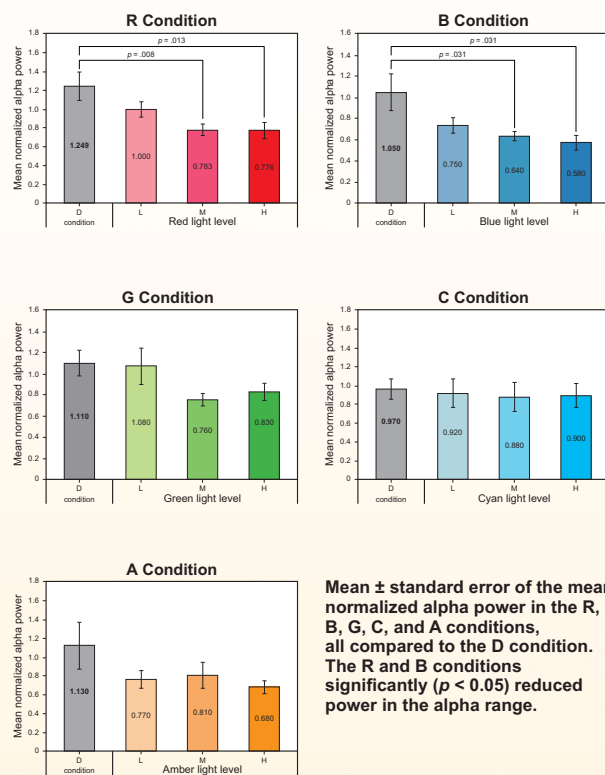 R Condition
Mean normalized alpha power
1.8
1.6
1.4
1.2
1.0
0.8
0.6
0.4
0.2
0
p = .013
p = .008
1.249
1.000
0.783
0.776
D L M H
condition Red light level
B Condition
Mean normalized alpha power
1.8
1.6
1.4
1.2
1.0
0.8
0.6
0.4
0.2
0
p = .031
p = .031
1.050
0.750
0.640
0.580
D L M H
condition Blue light level
G Condition
Mean normalized alpha power
1.6
1.4
1.2
1.0
0.8
0.6
0.4
0.2
0
1.110
1.080
0.760
0.830
D L M H
condition Green light level
C Condition
Mean normalized alpha power
1.6
1.4
1.2
1.0
0.8
0.6
0.4
0.2
0
0.970
0.920
0.880
0.900
D L M H
condition Cyan light level
A Condition
Mean normalized alpha power
1.8
1.6
1.4
1.2
1.0
0.8
0.6
0.4
0.2
0
1.130
0.770
0.810
0.680
D L M H
condition Amber light level
Mean ± standard error of the mean
normalized alpha power in the R,
B, G, C, and A conditions,
all compared to the D condition.
The R and B conditions
significantly (p < 0.05) reduced
power in the alpha range.